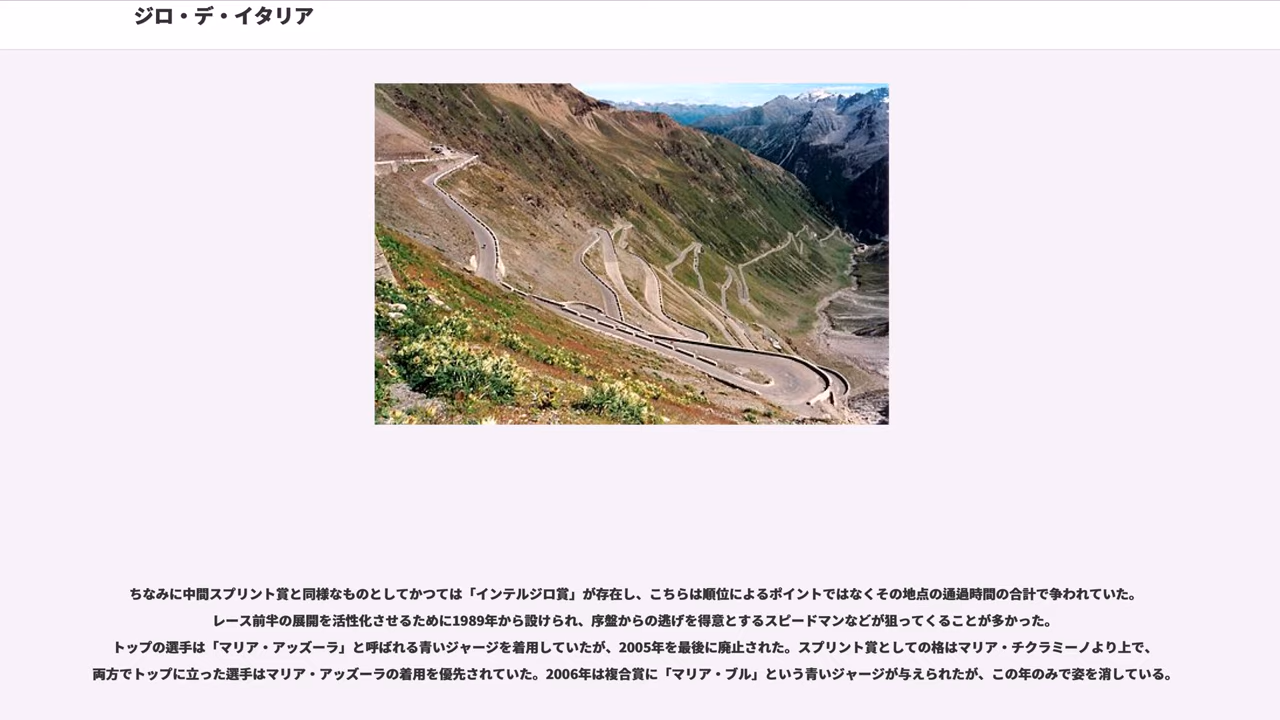 ジロ・デ・イタリア
ちなみに中間スプリント賞と同様なものとしてかつては「インテルジロ賞」が存在し、こちらは順位によるポイントではなくその地点の通過時間の合計で争われていた。
レース前半の展開を活性化させるために1989年から設けられ、序盤からの逃げを得意とするスピードマンなどが狙ってくることが多かった。
トップの選手は「マリア・アッズーラ」と呼ばれる青いジャージを着用していたが、2005年を最後に廃止された。スプリント賞としての格はマリア・チクラミーノより上で、
両方でトップに立った選手はマリア・アッズーラの着用を優先されていた。2006年は複合賞に「マリア・ブル」という青いジャージが与えられたが、この年のみで姿を消している。